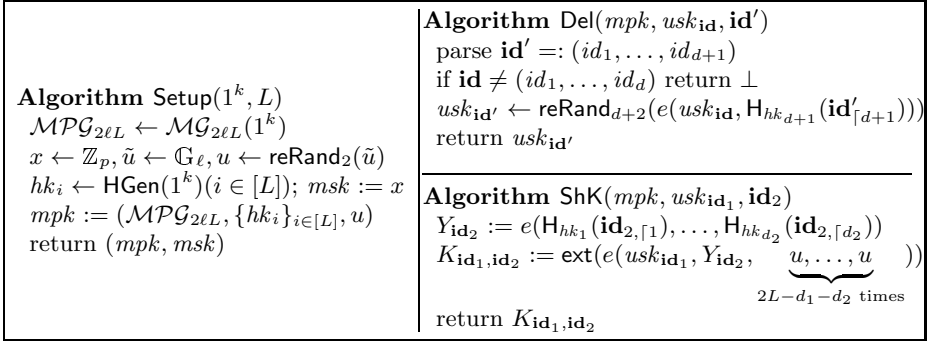 Algorithm Setup(1^k, L)
MPG_{2ℓL} ← MG_{2ℓL}(1^k)
x ← ℤ_p, ũ ← 𝔾_ℓ, u ← reRand_2(ũ)
hk_i ← HGen(1^k)(i ∈ [L]); msk := x
mpk := (MPG_{2ℓL}, {hk_i}_{i∈[L]}, u)
return (mpk, msk)
Algorithm Del(mpk, usk_{id}, id′)
parse id′ =: (id_1, …, id_{d+1})
if id ≠ (id_1, …, id_d) return ⊥
usk_{id′} ← reRand_{d+2}(e(usk_{id}, H_{hk_{d+1}}(id′_{⌈d+1})))
return usk_{id′}
Algorithm ShK(mpk, usk_{id_1}, id_2)
Y_{id_2} := e(H_{hk_1}(id_{2,⌈1}), …, H_{hk_{d_2}}(id_{2,⌈d_2}))
K_{id_1,id_2} := ext(e(usk_{id_1}, Y_{id_2}, u, …, u))
2L−d_1−d_2 times
return K_{id_1,id_2}